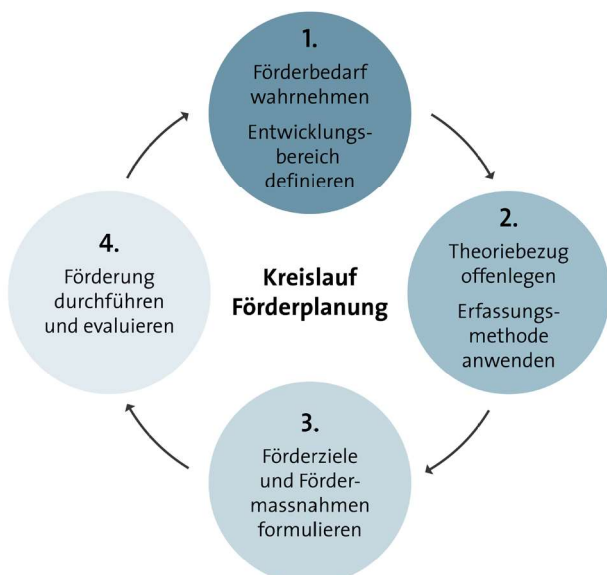 1.
Förderbedarf
wahrnehmen
Entwicklungs-
bereich
definieren
2.
Theoriebezug
offenlegen
Erfassungs-
methode
anwenden
3.
Förderziele
und Förder-
massnahmen
formulieren
4.
Förderung
durchführen
und evaluieren
Kreislauf
Förderplanung